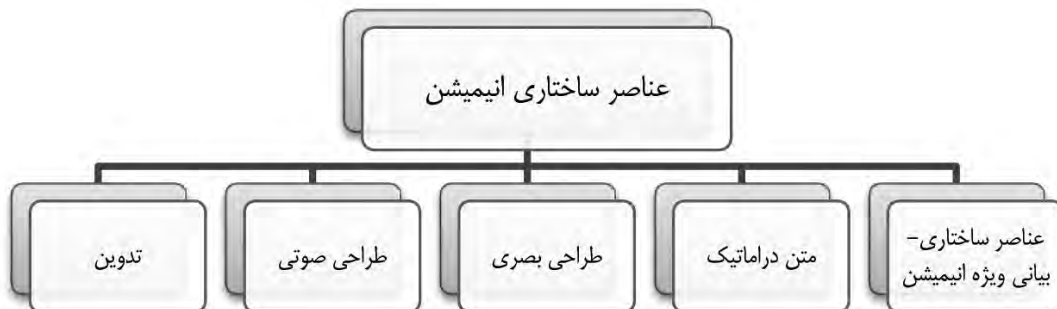 عناصر ساختاری انیمیشن
عناصر ساختاری-
بیانی ویژه انیمیشن
متن دراماتیک
طراحی بصری
طراحی صوتی
تدوین